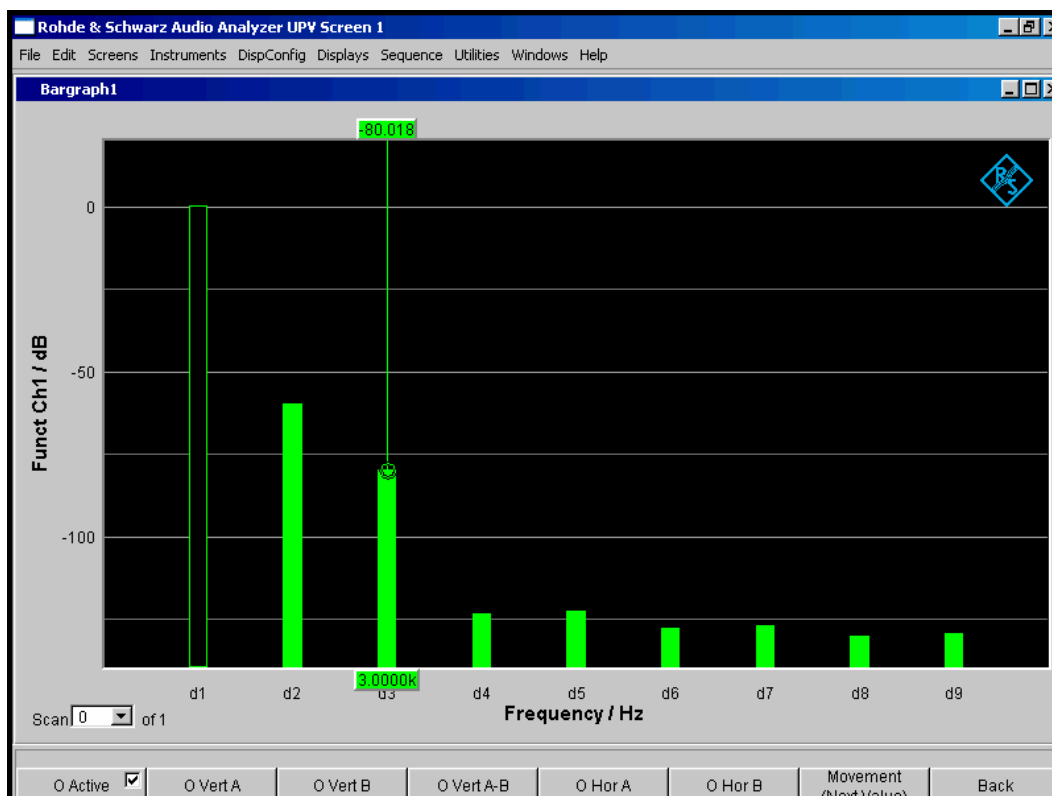 Rohde & Schwarz Audio Analyzer UPV Screen 1
File Edit Screens Instruments DispConfig Displays Sequence Utilities Windows Help
Bargraph1
-80.018
R S
0
-50
-100
Funct Ch1 / dB
3.0000k
d1 d2 d3 d4 d5 d6 d7 d8 d9
Frequency / Hz
Scan 0 of 1
O Active O Vert A O Vert B O Vert A-B O Hor A O Hor B Movement Back
(Next Value)